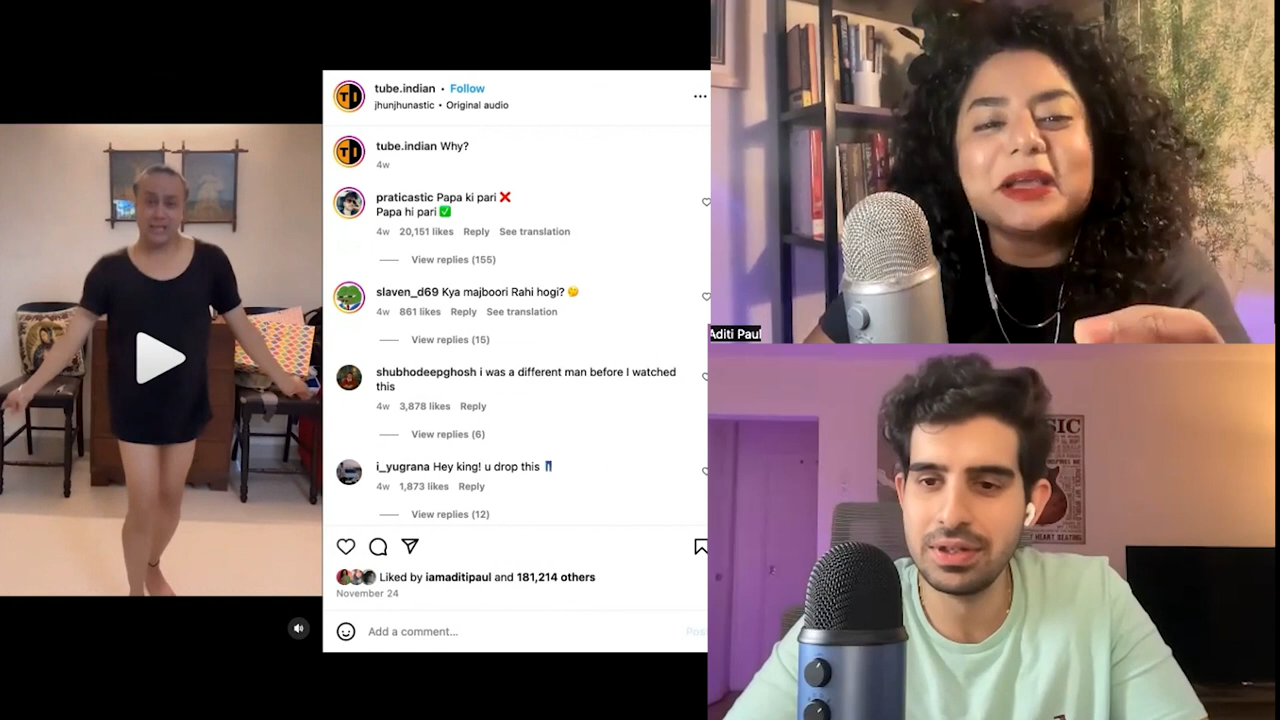 tube.indian • Follow
jhunjhunastic • Original audio
tube.indian Why?
4w
praticastic Papa ki pari ❌
Papa hi pari ✅
4w 20,151 likes Reply See translation
View replies (155)
slaven_d69 Kya majboori Rahi hogi? 🤔
4w 861 likes Reply See translation
View replies (15)
shubhodeepghosh i was a different man before I watched
this
4w 3,878 likes Reply
View replies (6)
i_yugrana Hey king! u drop this 👖
4w 1,873 likes Reply
View replies (12)
Liked by iamaditipaul and 181,214 others
November 24
Add a comment...
Pos
Aditi Paul
SIC
HEART BEATING